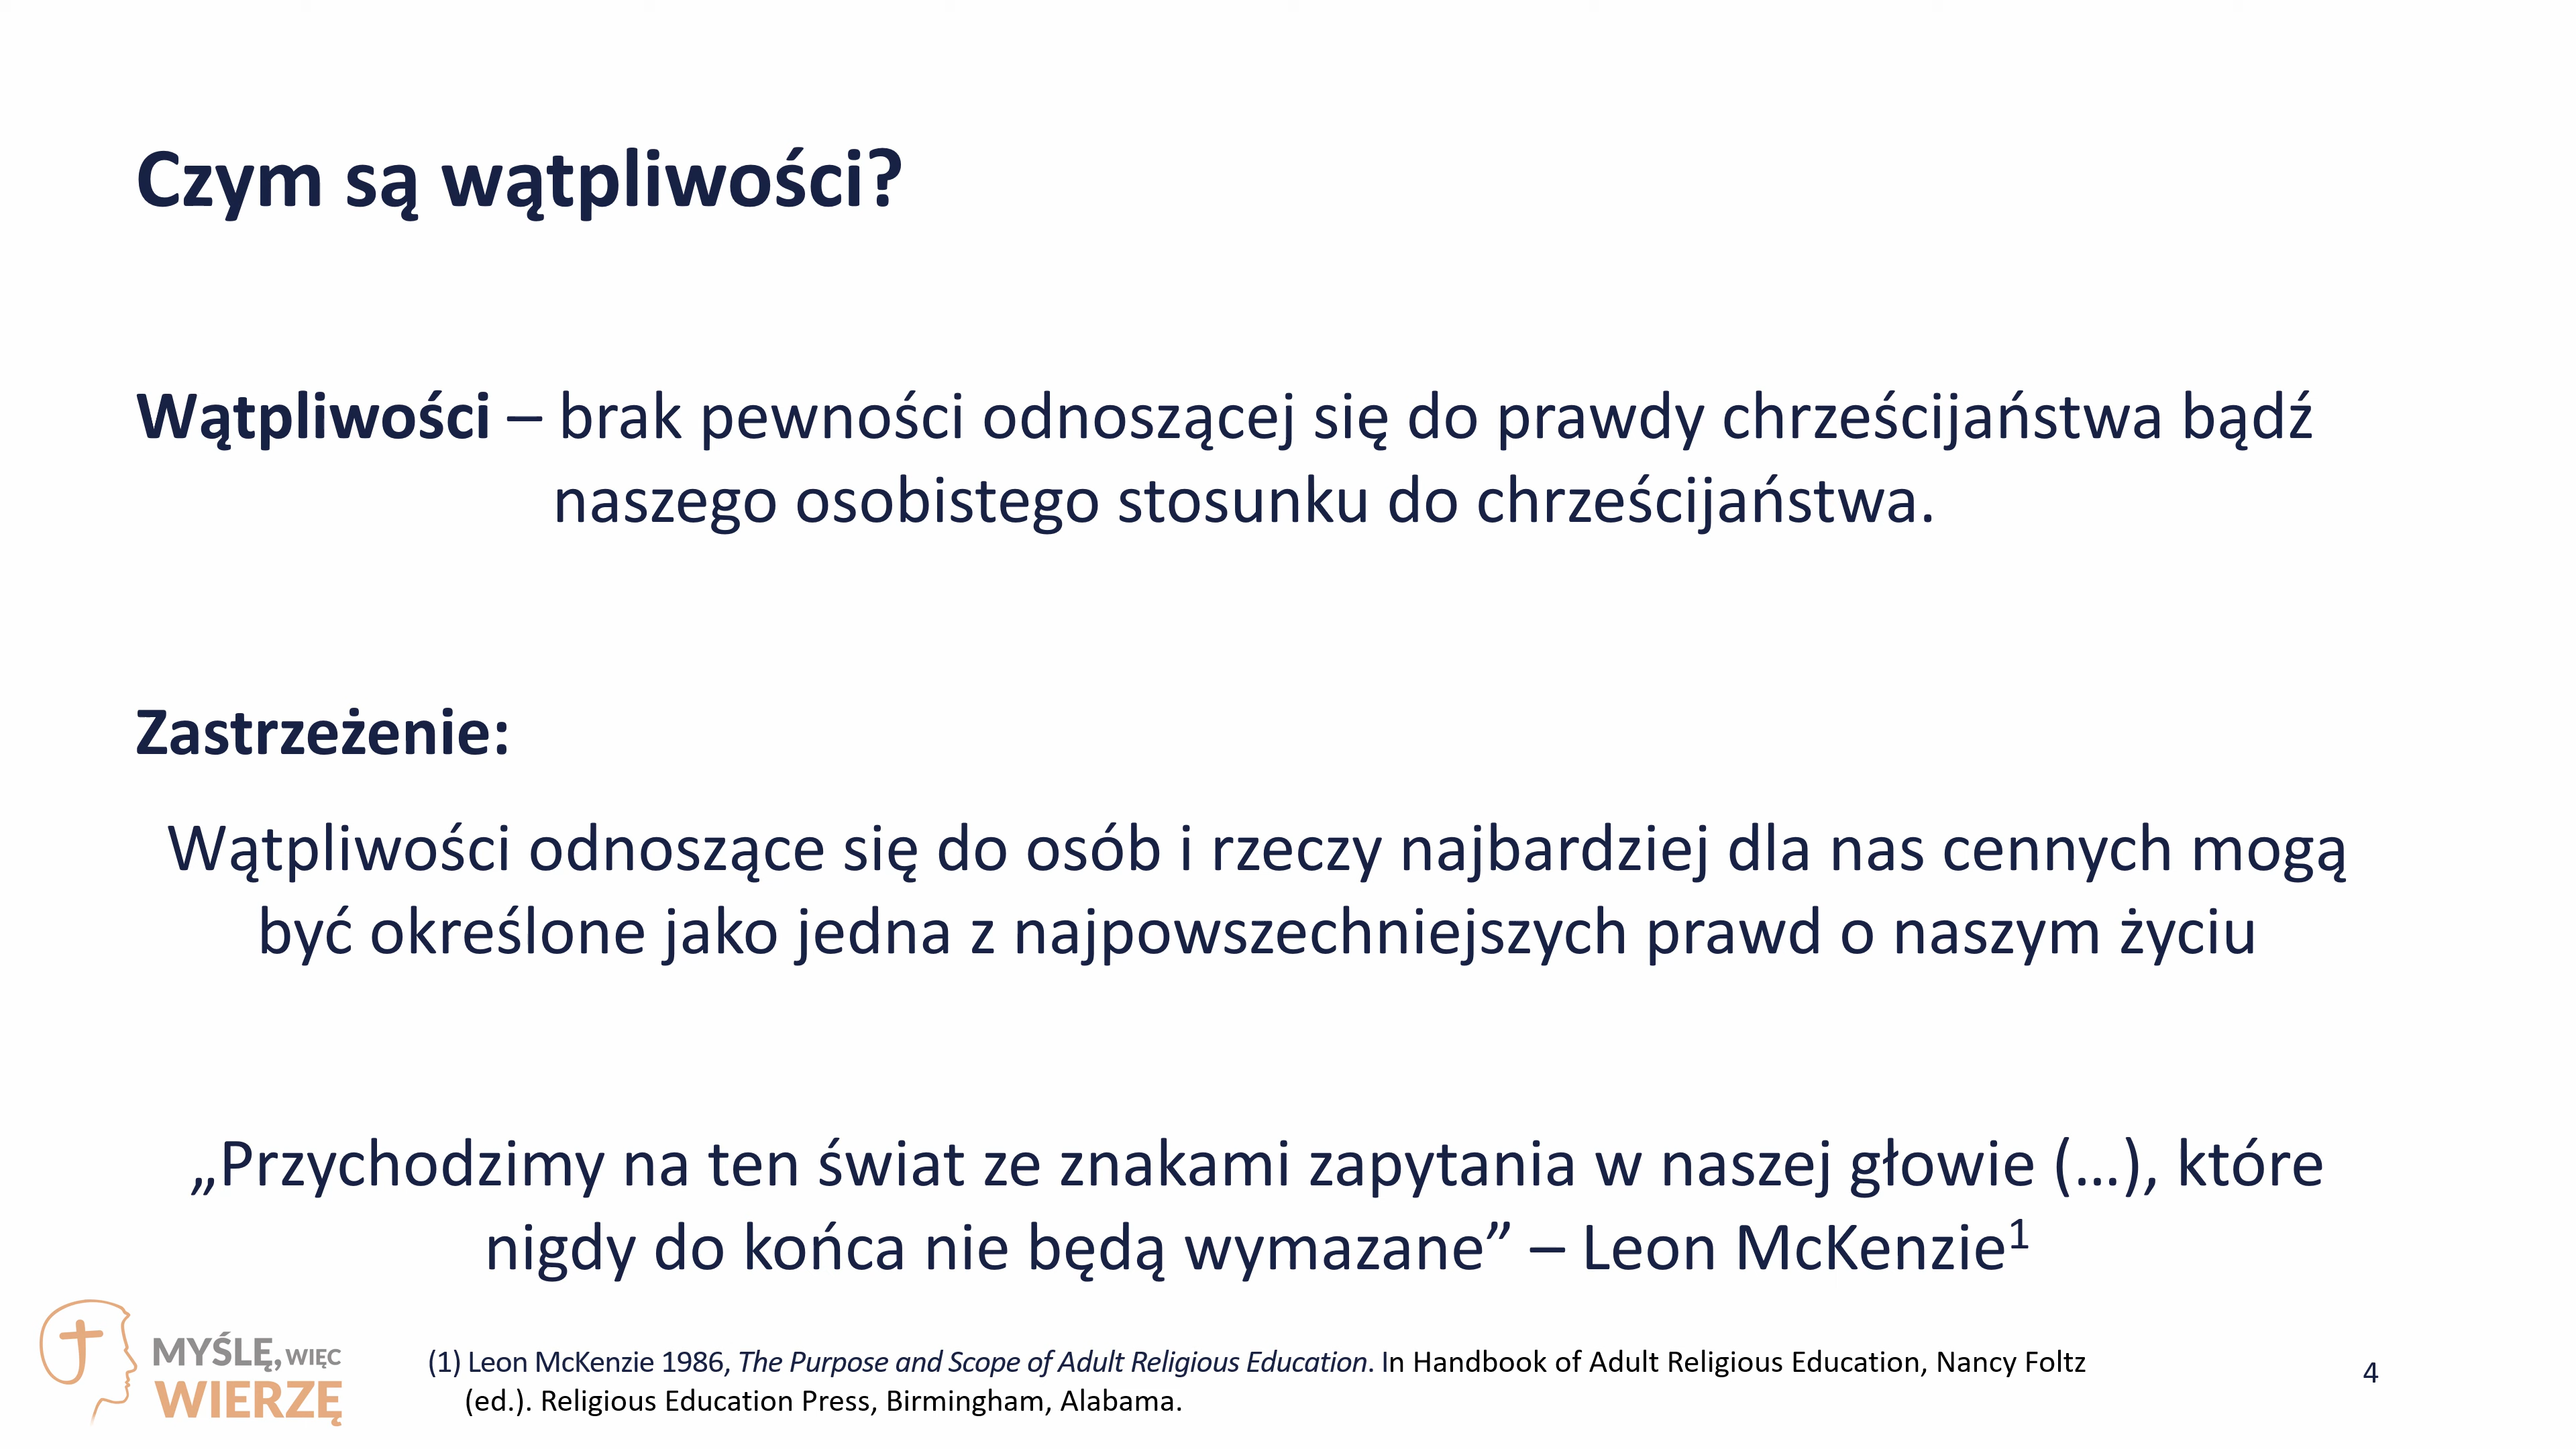 Czym są wątpliwości?
Wątpliwości – brak pewności odnoszącej się do prawdy chrześcijaństwa bądź
naszego osobistego stosunku do chrześcijaństwa.
Zastrzeżenie:
Wątpliwości odnoszące się do osób i rzeczy najbardziej dla nas cennych mogą
być określone jako jedna z najpowszechniejszych prawd o naszym życiu
„Przychodzimy na ten świat ze znakami zapytania w naszej głowie (…), które
nigdy do końca nie będą wymazane” – Leon McKenzie¹
MYŚLĘ, WIĘC
WIERZĘ
(1) Leon McKenzie 1986, The Purpose and Scope of Adult Religious Education. In Handbook of Adult Religious Education, Nancy Foltz
(ed.). Religious Education Press, Birmingham, Alabama.
4